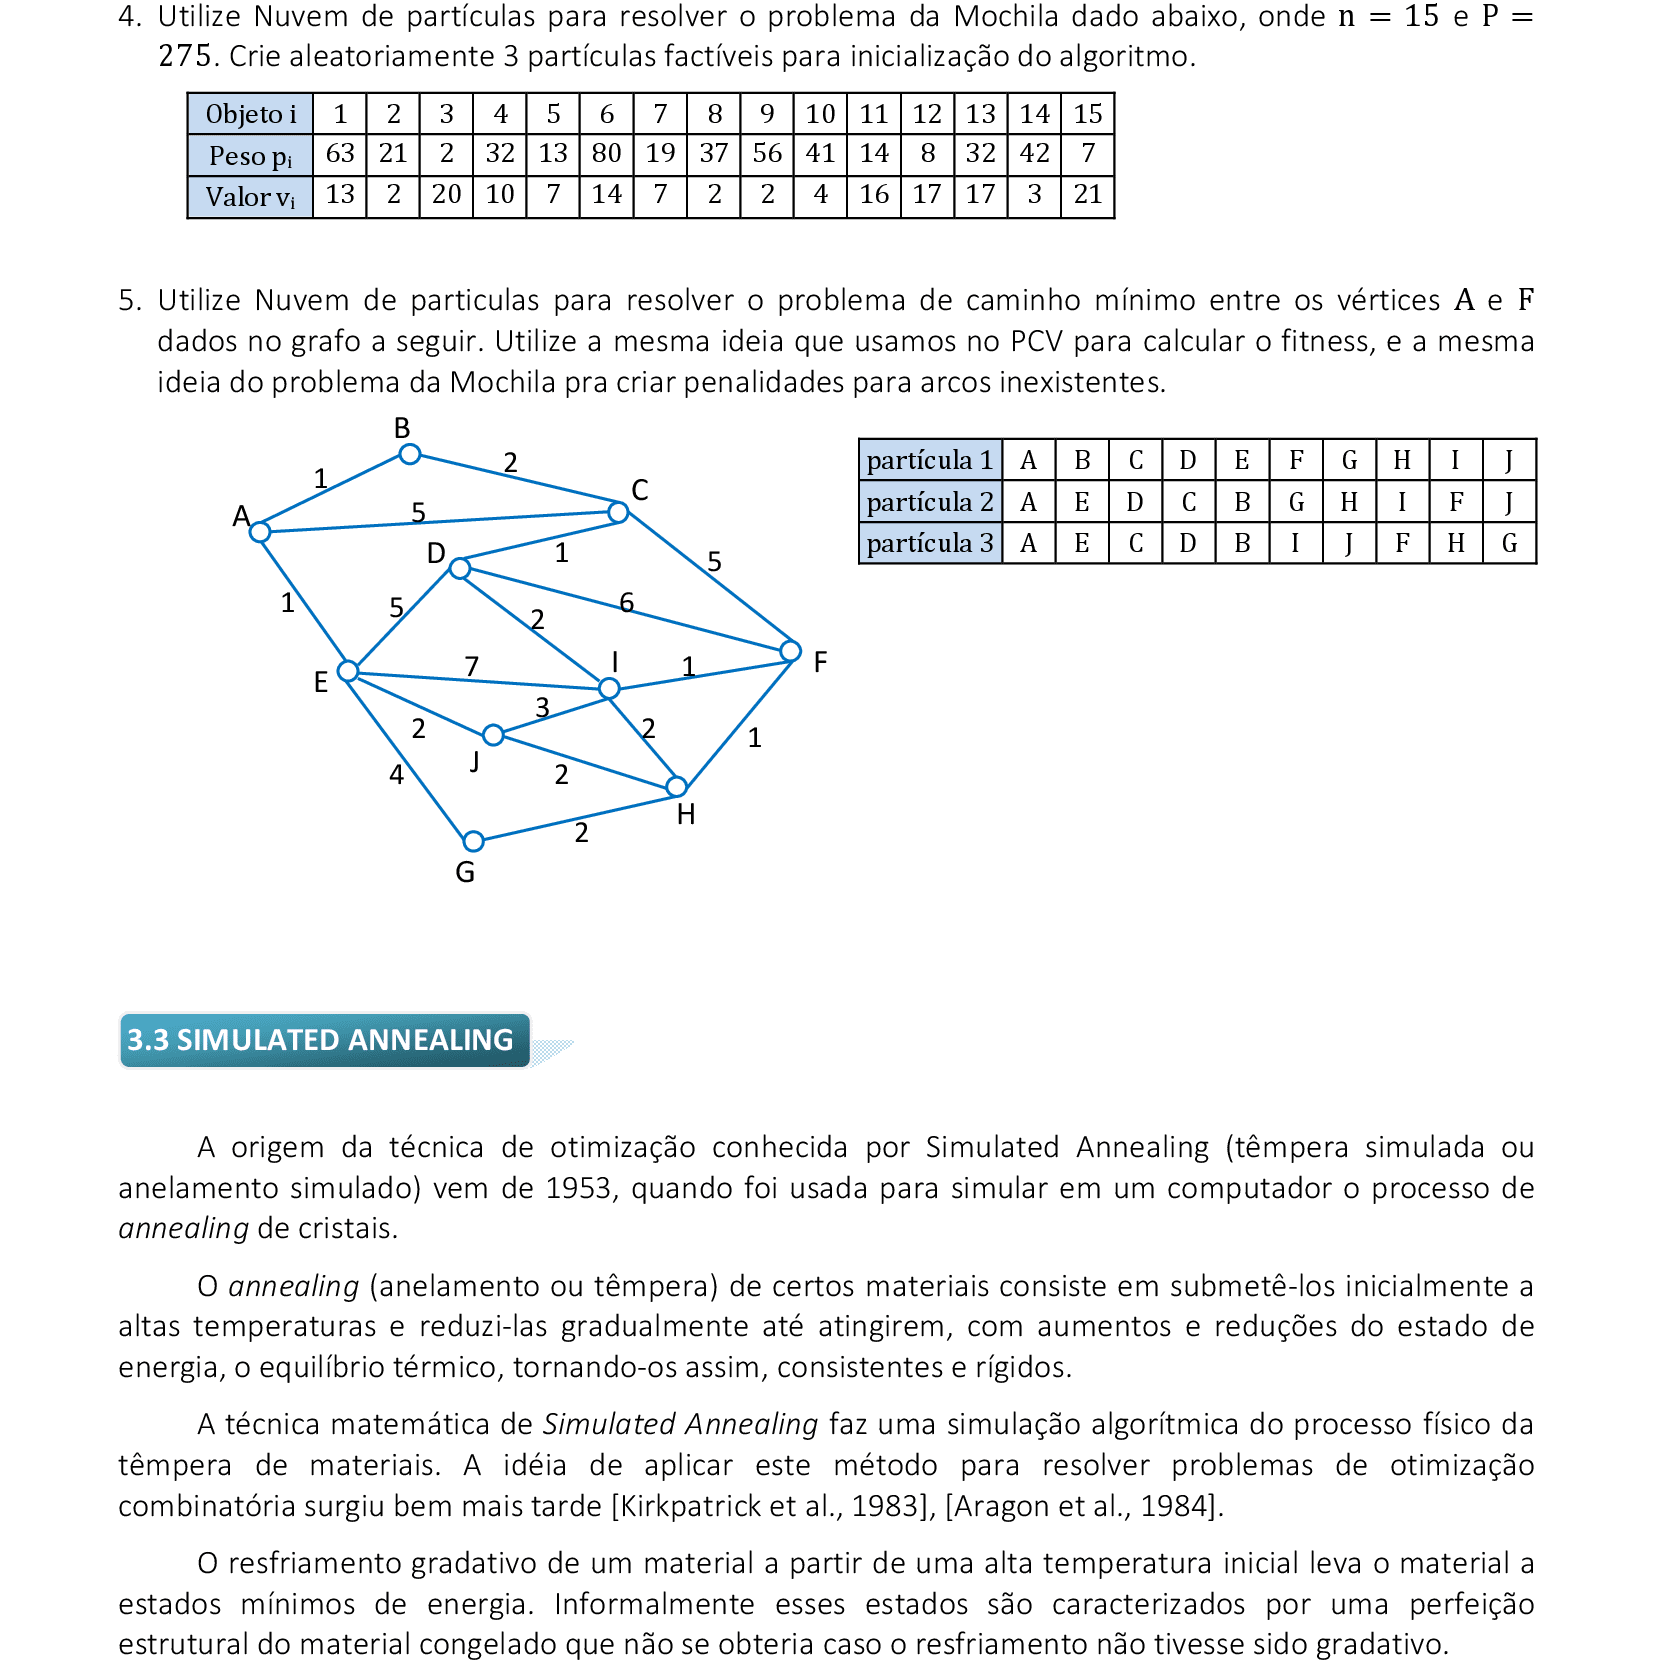 4. Utilize Nuvem de partículas para resolver o problema da Mochila dado abaixo, onde n = 15 e P =
275. Crie aleatoriamente 3 partículas factíveis para inicialização do algoritmo.
Objeto i 1 2 3 4 5 6 7 8 9 10 11 12 13 14 15
Peso pᵢ 63 21 2 32 13 80 19 37 56 41 14 8 32 42 7
Valor vᵢ 13 2 20 10 7 14 7 2 2 4 16 17 17 3 21
5. Utilize Nuvem de particulas para resolver o problema de caminho mínimo entre os vértices A e F
dados no grafo a seguir. Utilize a mesma ideia que usamos no PCV para calcular o fitness, e a mesma
ideia do problema da Mochila pra criar penalidades para arcos inexistentes.
B
1
2
C
A
5
D
1
5
1
5
2
6
E
7
I
1
F
2
3
2
1
4
J
2
H
2
G
partícula 1 A B C D E F G H I J
partícula 2 A E D C B G H I F J
partícula 3 A E C D B I J F H G
3.3 SIMULATED ANNEALING
A origem da técnica de otimização conhecida por Simulated Annealing (têmpera simulada ou
anelamento simulado) vem de 1953, quando foi usada para simular em um computador o processo de
annealing de cristais.
O annealing (anelamento ou têmpera) de certos materiais consiste em submetê-los inicialmente a
altas temperaturas e reduzi-las gradualmente até atingirem, com aumentos e reduções do estado de
energia, o equilíbrio térmico, tornando-os assim, consistentes e rígidos.
A técnica matemática de Simulated Annealing faz uma simulação algorítmica do processo físico da
têmpera de materiais. A idéia de aplicar este método para resolver problemas de otimização
combinatória surgiu bem mais tarde [Kirkpatrick et al., 1983], [Aragon et al., 1984].
O resfriamento gradativo de um material a partir de uma alta temperatura inicial leva o material a
estados mínimos de energia. Informalmente esses estados são caracterizados por uma perfeição
estrutural do material congelado que não se obteria caso o resfriamento não tivesse sido gradativo.